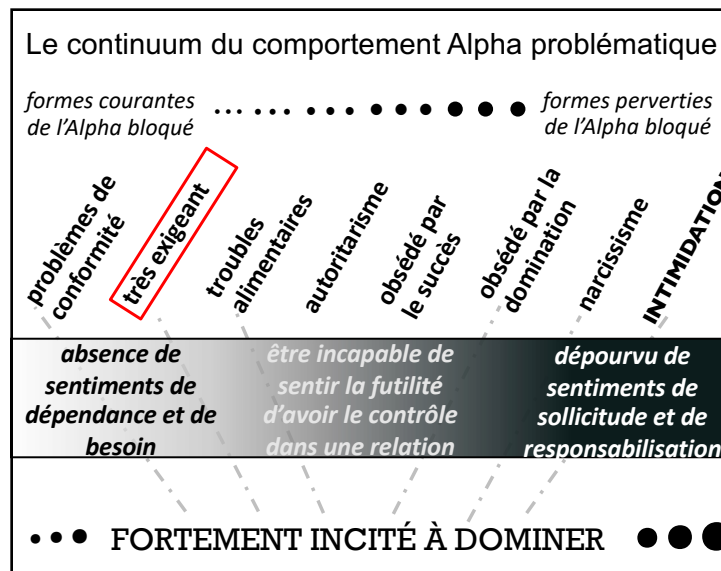 Le continuum du comportement Alpha problématique
formes courantes
de l'Alpha bloqué
formes perverties
de l'Alpha bloqué
problèmes de
conformité
très exigeant
troubles
alimentaires
autoritarisme
obsédé par
le succès
obsédé par la
domination
narcissisme
INTIMIDATION
absence de
sentiments de
dépendance et de
besoin
être incapable de
sentir la futilité
d'avoir le contrôle
dans une relation
dépourvu de
sentiments de
sollicitude et de
responsabilisation
FORTEMENT INCITÉ À DOMINER